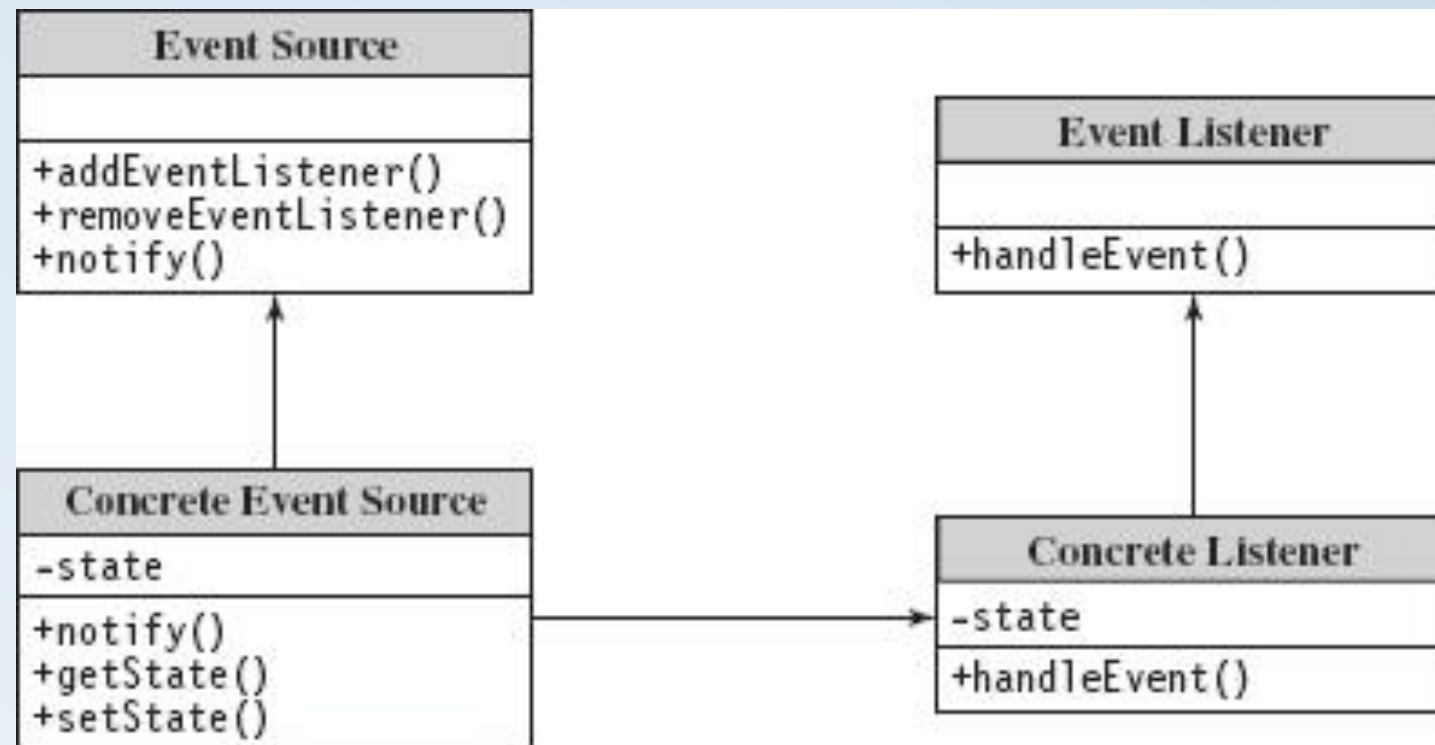 Event Source
+addEventListener()
+removeEventListener()
+notify()
Event Listener
+handleEvent()
Concrete Event Source
-state
+notify()
+getState()
+setState()
Concrete Listener
-state
+handleEvent()